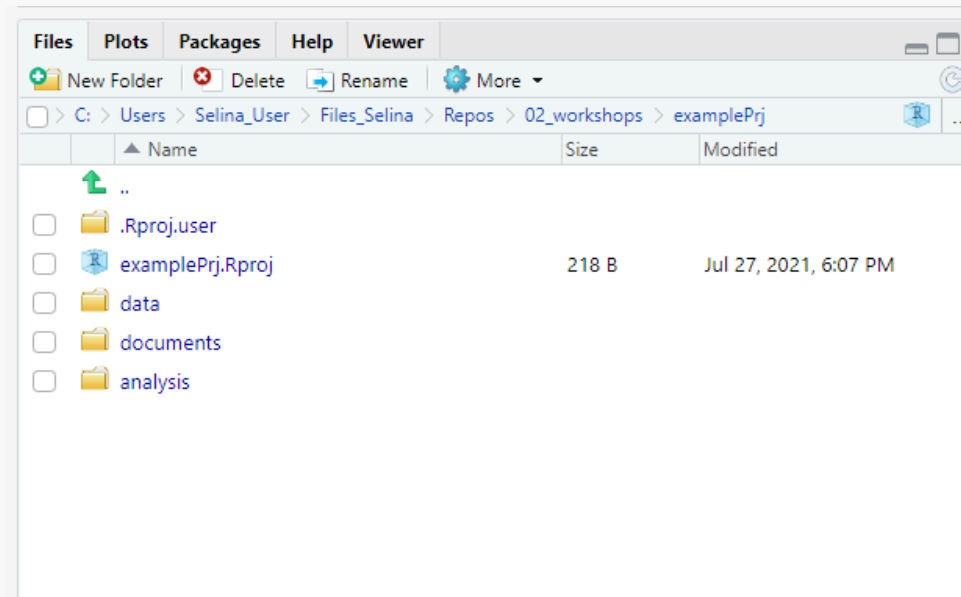 Files Plots Packages Help Viewer
New Folder Delete Rename More
C: > Users > Selina_User > Files_Selina > Repos > 02_workshops > examplePrj R ..
Name Size Modified
..
.Rproj.user
R examplePrj.Rproj 218 B Jul 27, 2021, 6:07 PM
data
documents
analysis